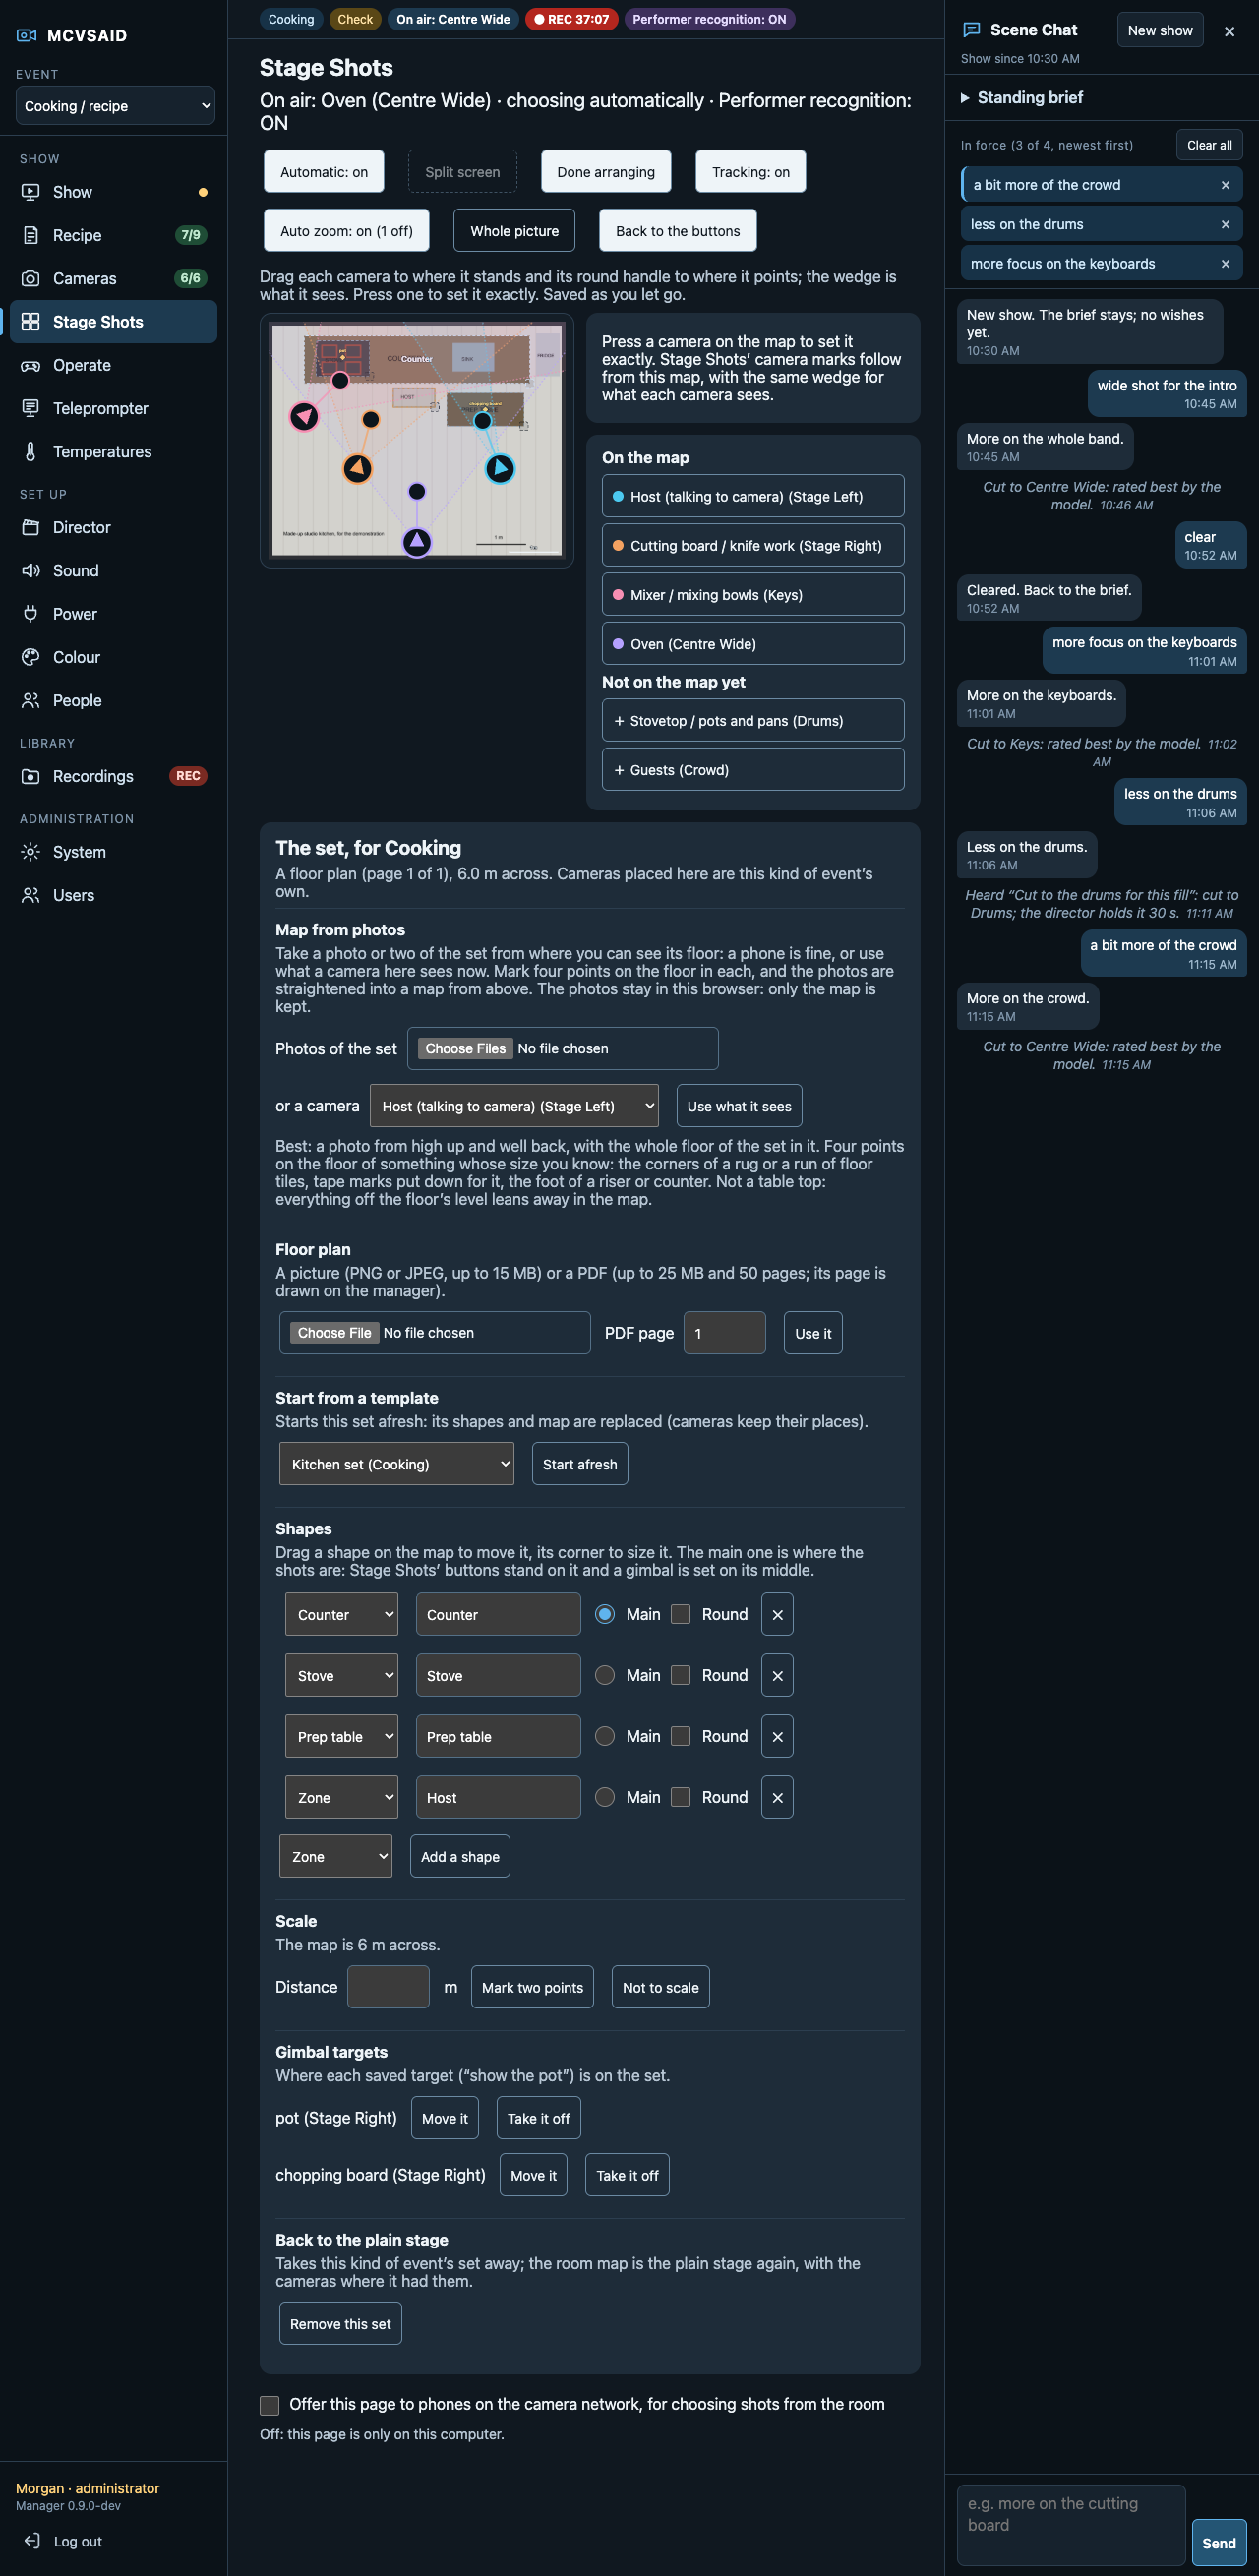 MCVSAID
EVENT
Cooking / recipe
SHOW
Show
Recipe 7/9
Cameras 6/6
Stage Shots
Operate
Teleprompter
Temperatures
SET UP
Director
Sound
Power
Colour
People
LIBRARY
Recordings REC
ADMINISTRATION
System
Users
Morgan · administrator
Manager 0.9.0-dev
Log out
Cooking Check On air: Centre Wide REC 37:07 Performer recognition: ON
Stage Shots
On air: Oven (Centre Wide) · choosing automatically · Performer recognition:
ON
Automatic: on Split screen Done arranging Tracking: on
Auto zoom: on (1 off) Whole picture Back to the buttons
Drag each camera to where it stands and its round handle to where it points; the wedge is
what it sees. Press one to set it exactly. Saved as you let go.
Counter
SINK
FRIDGE
HOST
Made-up studio kitchen, for the demonstration
1 m
Press a camera on the map to set it
exactly. Stage Shots’ camera marks follow
from this map, with the same wedge for
what each camera sees.
On the map
Host (talking to camera) (Stage Left)
Cutting board / knife work (Stage Right)
Mixer / mixing bowls (Keys)
Oven (Centre Wide)
Not on the map yet
+ Stovetop / pots and pans (Drums)
+ Guests (Crowd)
The set, for Cooking
A floor plan (page 1 of 1), 6.0 m across. Cameras placed here are this kind of event’s
own.
Map from photos
Take a photo or two of the set from where you can see its floor: a phone is fine, or use
what a camera here sees now. Mark four points on the floor in each, and the photos are
straightened into a map from above. The photos stay in this browser: only the map is
kept.
Photos of the set Choose Files No file chosen
or a camera Host (talking to camera) (Stage Left) Use what it sees
Best: a photo from high up and well back, with the whole floor of the set in it. Four points
on the floor of something whose size you know: the corners of a rug or a run of floor
tiles, tape marks put down for it, the foot of a riser or counter. Not a table top:
everything off the floor’s level leans away in the map.
Floor plan
A picture (PNG or JPEG, up to 15 MB) or a PDF (up to 25 MB and 50 pages; its page is
drawn on the manager).
Choose File No file chosen PDF page 1 Use it
Start from a template
Starts this set afresh: its shapes and map are replaced (cameras keep their places).
Kitchen set (Cooking) Start afresh
Shapes
Drag a shape on the map to move it, its corner to size it. The main one is where the
shots are: Stage Shots’ buttons stand on it and a gimbal is set on its middle.
Counter Counter Main Round ×
Stove Stove Main Round ×
Prep table Prep table Main Round ×
Zone Host Main Round ×
Zone Add a shape
Scale
The map is 6 m across.
Distance m Mark two points Not to scale
Gimbal targets
Where each saved target (“show the pot”) is on the set.
pot (Stage Right) Move it Take it off
chopping board (Stage Right) Move it Take it off
Back to the plain stage
Takes this kind of event’s set away; the room map is the plain stage again, with the
cameras where it had them.
Remove this set
Offer this page to phones on the camera network, for choosing shots from the room
Off: this page is only on this computer.
Scene Chat New show ×
Show since 10:30 AM
Standing brief
In force (3 of 4, newest first) Clear all
a bit more of the crowd ×
less on the drums ×
more focus on the keyboards ×
New show. The brief stays; no wishes
yet.
10:30 AM
wide shot for the intro
10:45 AM
More on the whole band.
10:45 AM
Cut to Centre Wide: rated best by the
model. 10:46 AM
clear
10:52 AM
Cleared. Back to the brief.
10:52 AM
more focus on the keyboards
11:01 AM
More on the keyboards.
11:01 AM
Cut to Keys: rated best by the model. 11:02
AM
less on the drums
11:06 AM
Less on the drums.
11:06 AM
Heard “Cut to the drums for this fill”: cut to
Drums; the director holds it 30 s. 11:11 AM
a bit more of the crowd
11:15 AM
More on the crowd.
11:15 AM
Cut to Centre Wide: rated best by the
model. 11:15 AM
e.g. more on the cutting
board
Send